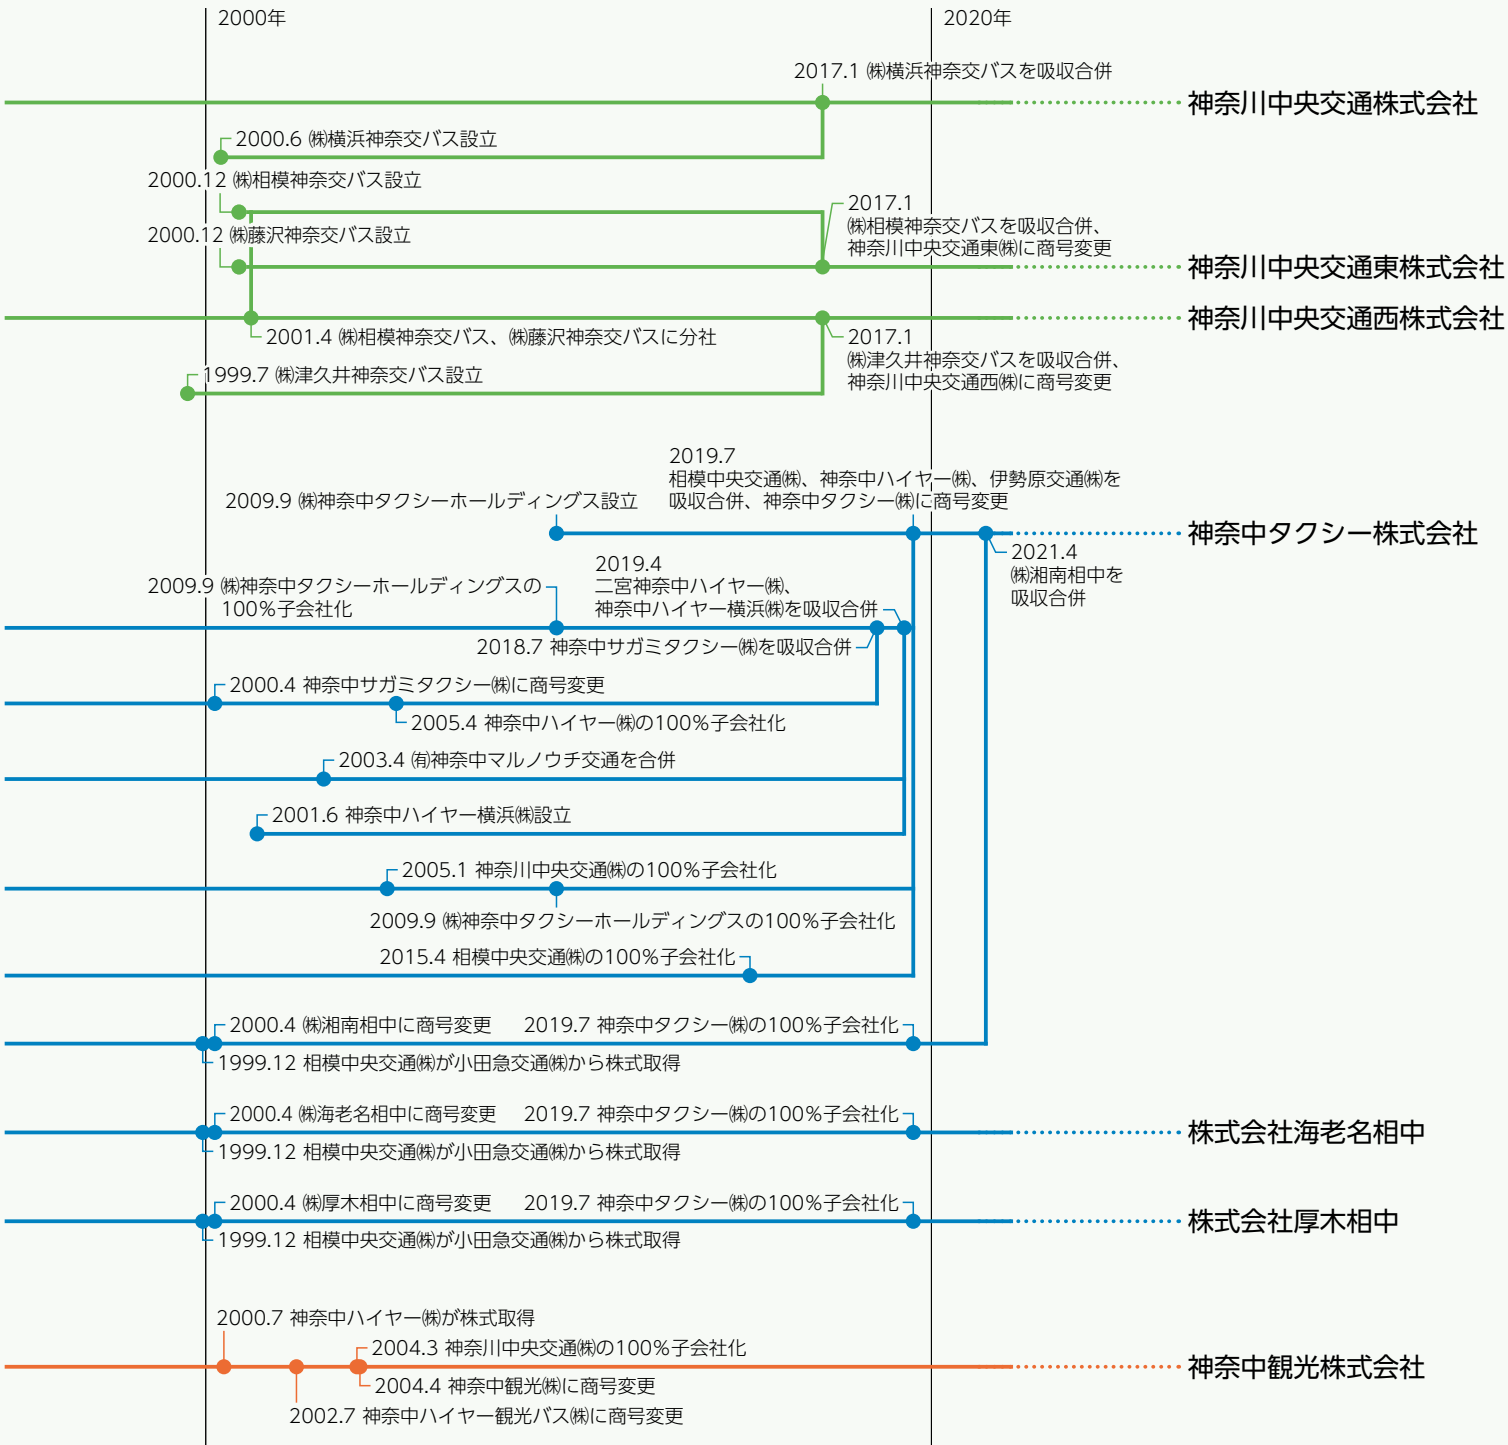 2000年
2020年
2017.1 ㈱横浜神奈交バスを吸収合併
神奈川中央交通株式会社
2000.6 ㈱横浜神奈交バス設立
2000.12 ㈱相模神奈交バス設立
2017.1
㈱相模神奈交バスを吸収合併、
神奈川中央交通東㈱に商号変更
2000.12 ㈱藤沢神奈交バス設立
神奈川中央交通東株式会社
神奈川中央交通西株式会社
2001.4 ㈱相模神奈交バス、㈱藤沢神奈交バスに分社
2017.1
㈱津久井神奈交バスを吸収合併、
神奈川中央交通西㈱に商号変更
1999.7 ㈱津久井神奈交バス設立
2019.7
相模中央交通㈱、神奈中ハイヤー㈱、伊勢原交通㈱を
吸収合併、神奈中タクシー㈱に商号変更
2009.9 ㈱神奈中タクシーホールディングス設立
神奈中タクシー株式会社
2021.4
㈱湘南相中を
吸収合併
2019.4
二宮神奈中ハイヤー㈱、
神奈中ハイヤー横浜㈱を吸収合併
2009.9 ㈱神奈中タクシーホールディングスの
100%子会社化
2018.7 神奈中サガミタクシー㈱を吸収合併
2000.4 神奈中サガミタクシー㈱に商号変更
2005.4 神奈中ハイヤー㈱の100%子会社化
2003.4 ㈲神奈中マルノウチ交通を合併
2001.6 神奈中ハイヤー横浜㈱設立
2005.1 神奈川中央交通㈱の100%子会社化
2009.9 ㈱神奈中タクシーホールディングスの100%子会社化
2015.4 相模中央交通㈱の100%子会社化
2000.4 ㈱湘南相中に商号変更
2019.7 神奈中タクシー㈱の100%子会社化
1999.12 相模中央交通㈱が小田急交通㈱から株式取得
2000.4 ㈱海老名相中に商号変更
2019.7 神奈中タクシー㈱の100%子会社化
株式会社海老名相中
1999.12 相模中央交通㈱が小田急交通㈱から株式取得
2000.4 ㈱厚木相中に商号変更
2019.7 神奈中タクシー㈱の100%子会社化
株式会社厚木相中
1999.12 相模中央交通㈱が小田急交通㈱から株式取得
2000.7 神奈中ハイヤー㈱が株式取得
2004.3 神奈川中央交通㈱の100%子会社化
神奈中観光株式会社
2004.4 神奈中観光㈱に商号変更
2002.7 神奈中ハイヤー観光バス㈱に商号変更